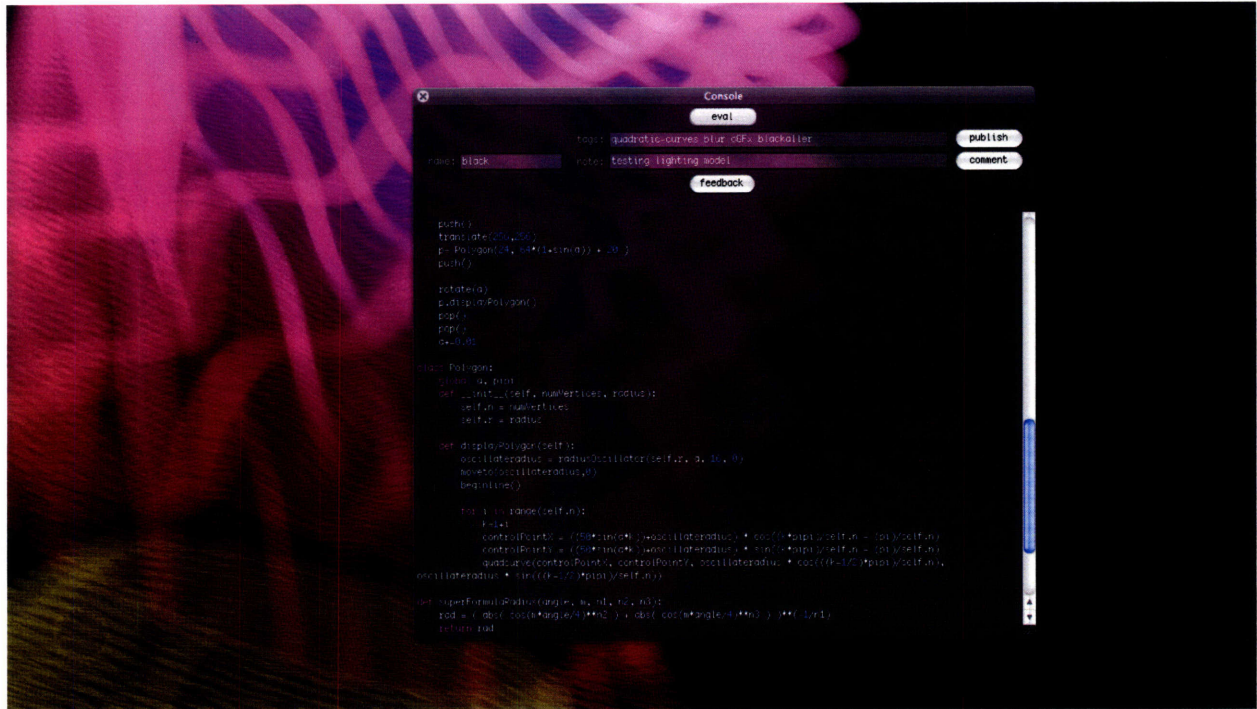 Console
eval
tags: quadratic-curves blur cGFx blackaller
publish
name: black
note: testing lighting model
comment
feedback
push()
translate(256,256)
p= Polygon(24, 64*(1+sin(a)) + 20 )
push()
rotate(a)
p.displayPolygon()
pop()
pop()
a+=0.01
class Polygon:
global a, pipi
def __init__(self, numVertices, radius):
self.n = numVertices
self.r = radius
def displayPolygon(self):
oscillateradius = radiusOscillator(self.r, a, 16, 0)
moveto(oscillateradius,0)
beginline()
for i in range(self.n):
controlPointX = ((50*sin(a*k))+oscillateradius) * cos((k*pipi)/self.n - (pi)/self.n)
controlPointY = ((50*sin(a*k))+oscillateradius) * sin((k*pipi)/self.n - (pi)/self.n)
quadcurve(controlPointX, controlPointY, oscillateradius * cos(((k-1/2)*pipi)/self.n),
oscillateradius * sin(((k-1/2)*pipi)/self.n))
def superFormulaRadius(angle, m, n1, n2, n3):
rad = ( abs( cos(m*angle/4)**n2 ) + abs( cos(m*angle/4)**n3 ) )**(-1/n1)
return rad